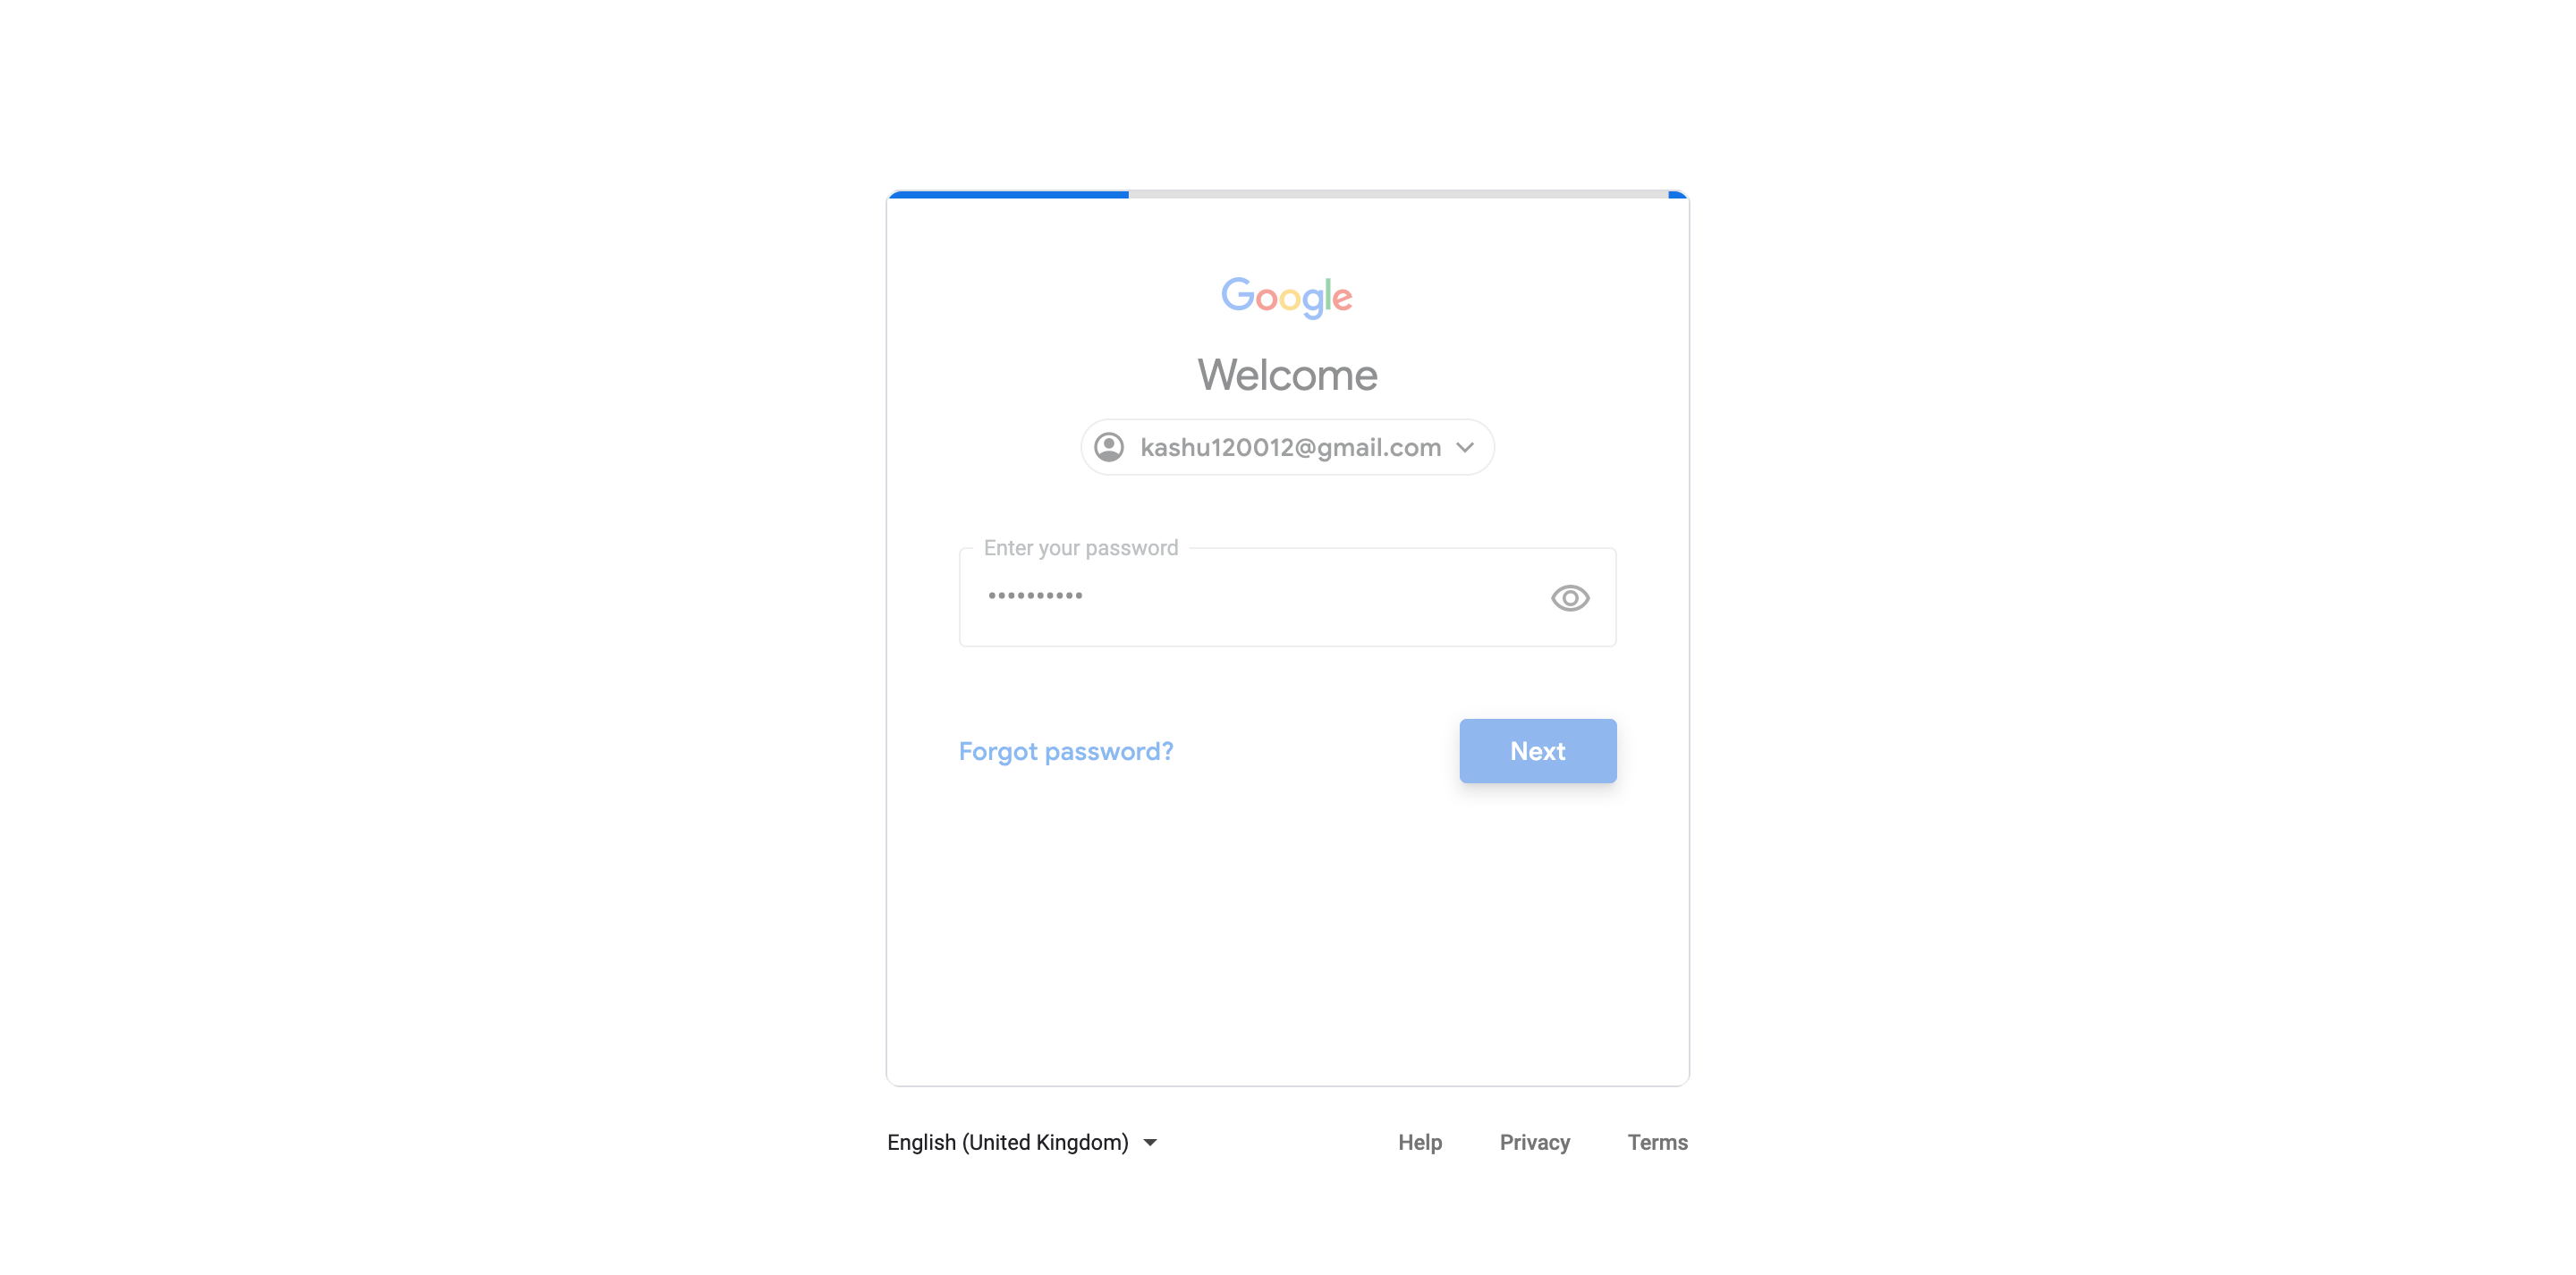 Google
Welcome
kashu120012@gmail.com
Enter your password
••••••••••
Forgot password?
Next
English (United Kingdom)
Help
Privacy
Terms